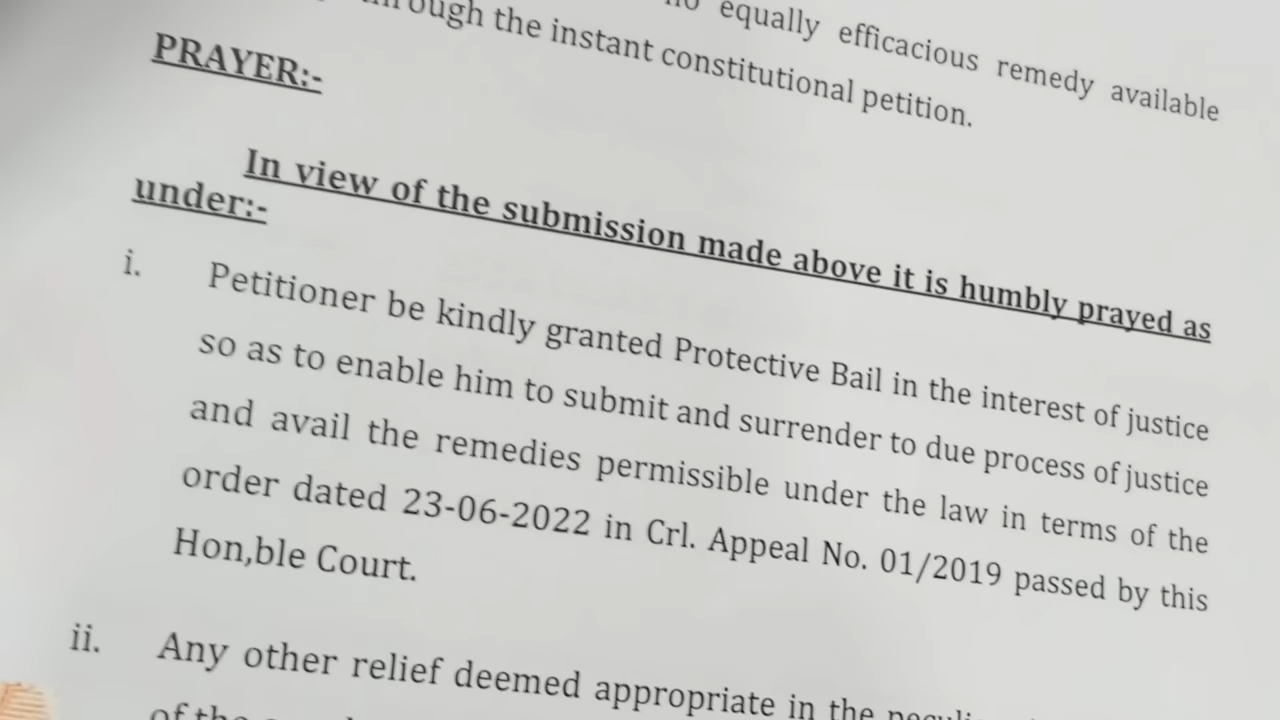 no equally efficacious remedy available
through the instant constitutional petition.
PRAYER:-
In view of the submission made above it is humbly prayed as
under:-
i. Petitioner be kindly granted Protective Bail in the interest of justice
so as to enable him to submit and surrender to due process of justice
and avail the remedies permissible under the law in terms of the
order dated 23-06-2022 in Crl. Appeal No. 01/2019 passed by this
Hon,ble Court.
ii. Any other relief deemed appropriate in the
of the